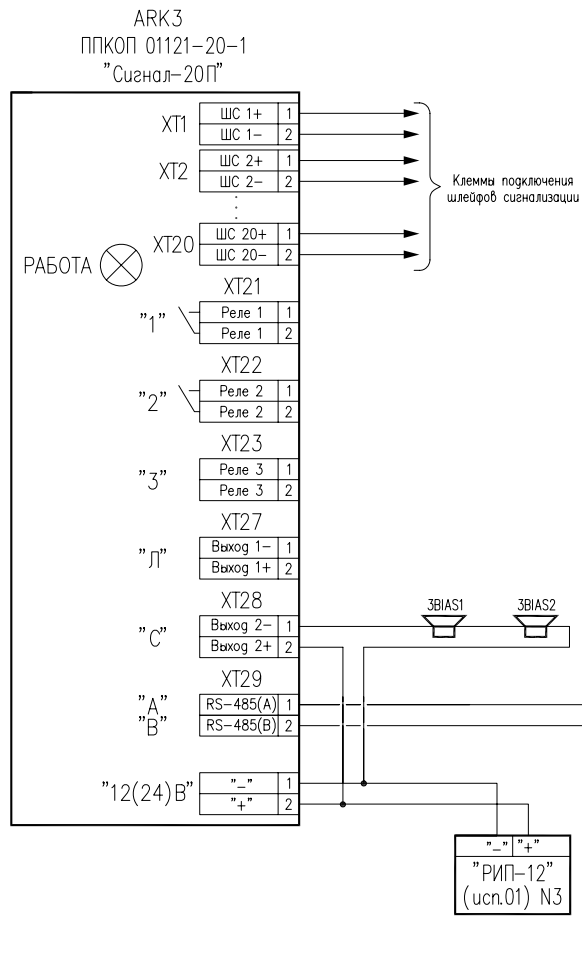 ARK3
ППКОП 01121-20-1
"Сигнал-20П"
XT1
ШС 1+ 1
ШС 1- 2
XT2
ШС 2+ 1
ШС 2- 2
XT20
ШС 20+ 1
ШС 20- 2
Клеммы подключения
шлейфов сигнализации
РАБОТА
XT21
"1"
Реле 1 1
Реле 1 2
XT22
"2"
Реле 2 1
Реле 2 2
XT23
"3"
Реле 3 1
Реле 3 2
XT27
"Л"
Выход 1- 1
Выход 1+ 2
XT28
"С"
Выход 2- 1
Выход 2+ 2
3BIAS1
3BIAS2
XT29
"А"
RS-485(A) 1
"В"
RS-485(B) 2
"12(24)В"
"-" 1
"+" 2
"-" "+"
"РИП-12"
(исп.01) N3